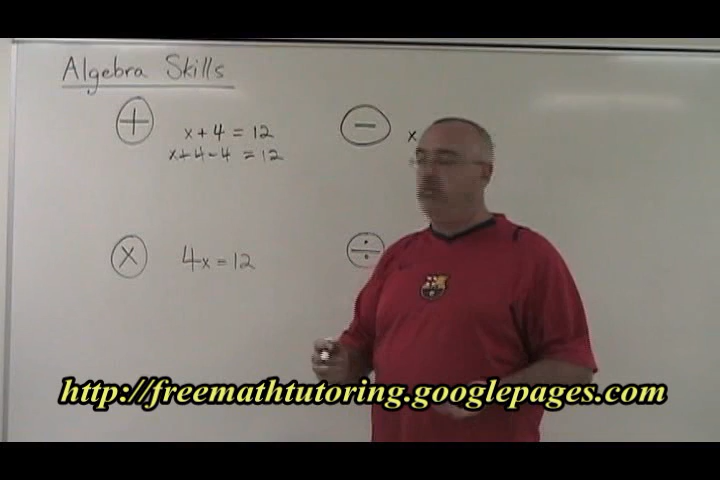 Algebra Skills
+
x + 4 = 12
x + 4 - 4 = 12
-
x
×
4x = 12
÷
http://freemathtutoring.googlepages.com